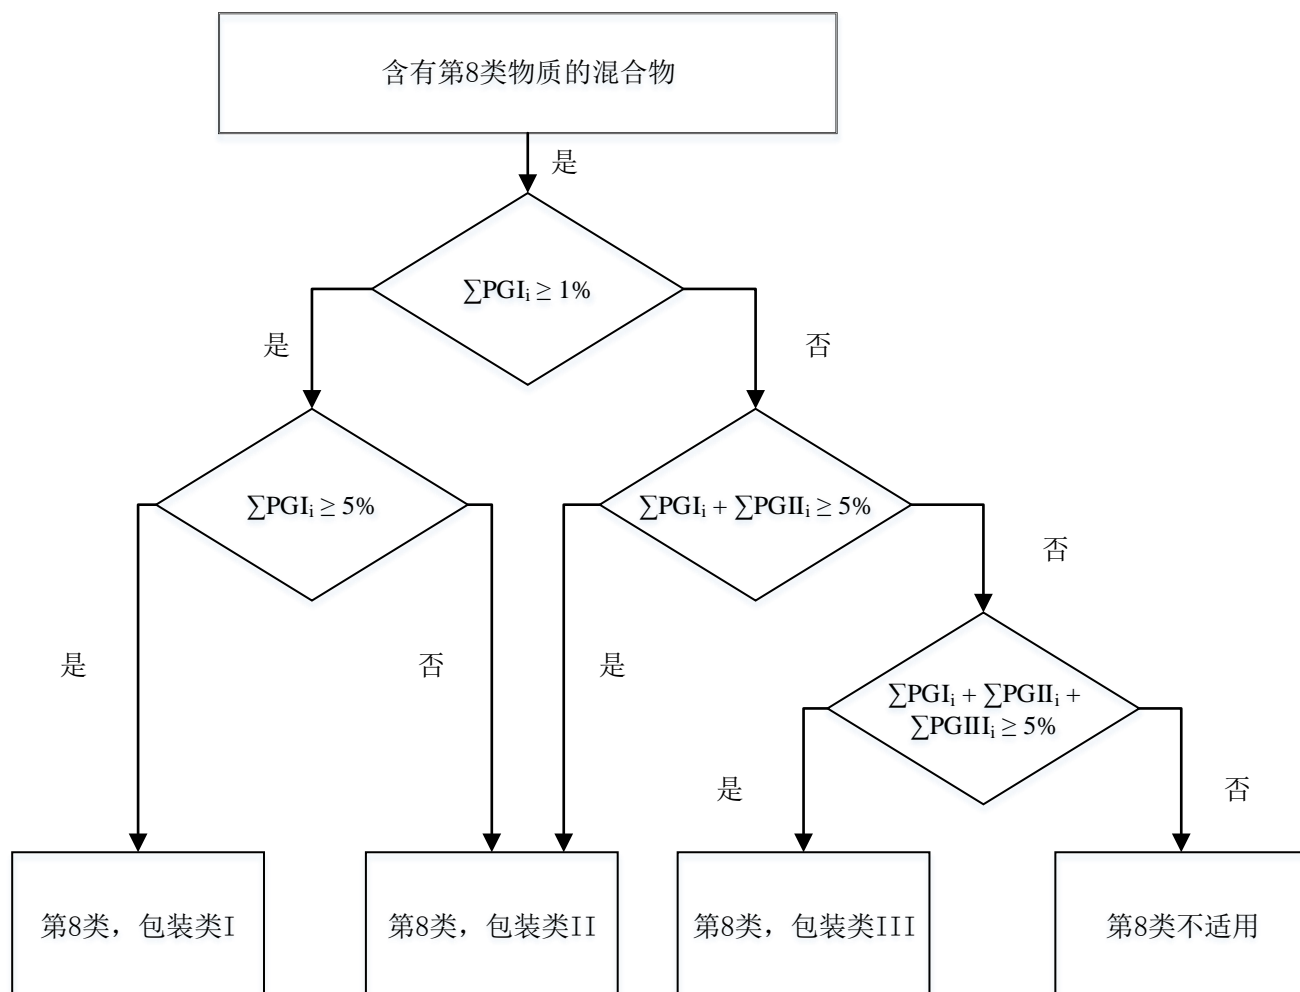 含有第8类物质的混合物
是
∑PGIᵢ ≥ 1%
是
否
∑PGIᵢ ≥ 5%
∑PGIᵢ + ∑PGIIᵢ ≥ 5%
否
是
否
是
∑PGIᵢ + ∑PGIIᵢ +
∑PGIIIᵢ ≥ 5%
是
否
第8类，包装类I
第8类，包装类II
第8类，包装类III
第8类不适用